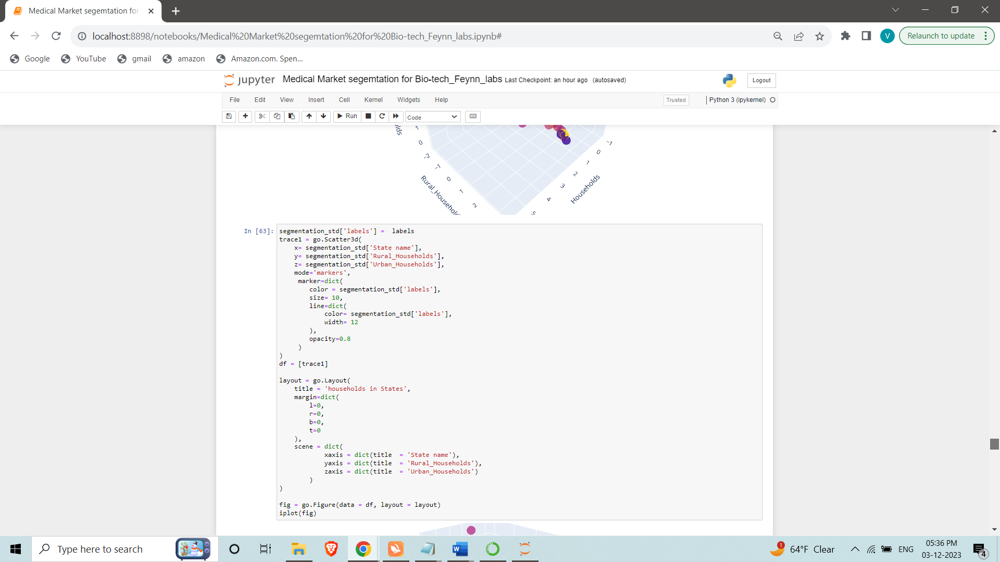 Medical Market segemtation for
localhost:8898/notebooks/Medical%20Market%20segemtation%20for%20Bio-tech_Feynn_labs.ipynb#
V
Relaunch to update
Google YouTube gmail amazon Amazon.com. Spen...
jupyter Medical Market segemtation for Bio-tech_Feynn_labs Last Checkpoint: an hour ago (autosaved)
Logout
File Edit View Insert Cell Kernel Widgets Help
Trusted Python 3 (ipykernel)
Run Code
1
0
-2
-1
0
1
2
Rural_Househol
-1
0
1
2
3
4
5
Households
In [63]:
segmentation_std['labels'] =  labels
trace1 = go.Scatter3d(
    x= segmentation_std['State name'],
    y= segmentation_std['Rural_Households'],
    z= segmentation_std['Urban_Households'],
    mode='markers',
     marker=dict(
        color = segmentation_std['labels'],
        size= 10,
        line=dict(
            color= segmentation_std['labels'],
            width= 12
        ),
        opacity=0.8
     )
)
df = [trace1]
layout = go.Layout(
    title = 'households in States',
    margin=dict(
        l=0,
        r=0,
        b=0,
        t=0
    ),
    scene = dict(
            xaxis = dict(title  = 'State name'),
            yaxis = dict(title  = 'Rural_Households'),
            zaxis = dict(title  = 'Urban_Households')
        )
)
fig = go.Figure(data = df, layout = layout)
iplot(fig)
Type here to search
1
64°F Clear
ENG
05:36 PM
03-12-2023
4